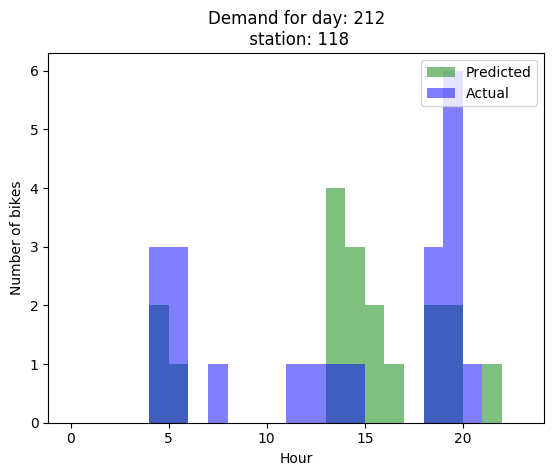 Demand for day: 212
station: 118
Predicted
Actual
6
5
4
3
2
1
0
Number of bikes
0 5 10 15 20
Hour